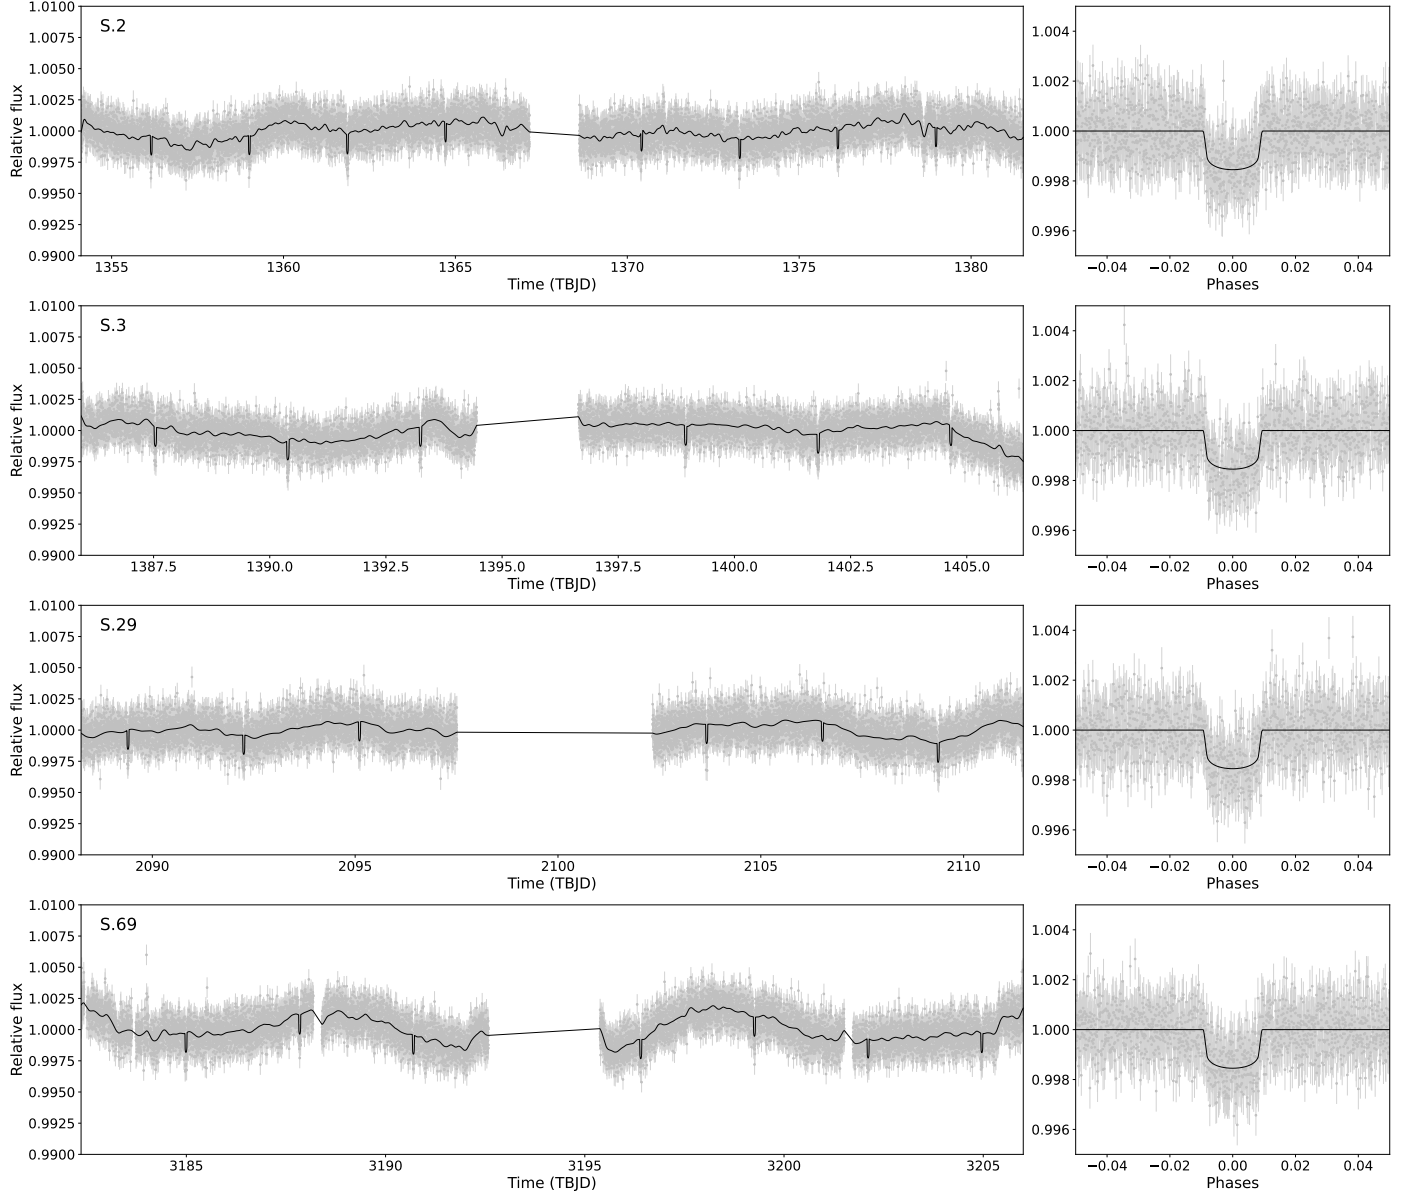 S.2
Relative flux
1.0100
1.0075
1.0050
1.0025
1.0000
0.9975
0.9950
0.9925
0.9900
1355 1360 1365 1370 1375 1380
Time (TBJD)
1.004
1.002
1.000
0.998
0.996
−0.04 −0.02 0.00 0.02 0.04
Phases
S.3
Relative flux
1.0100
1.0075
1.0050
1.0025
1.0000
0.9975
0.9950
0.9925
0.9900
1387.5 1390.0 1392.5 1395.0 1397.5 1400.0 1402.5 1405.0
Time (TBJD)
1.004
1.002
1.000
0.998
0.996
−0.04 −0.02 0.00 0.02 0.04
Phases
S.29
Relative flux
1.0100
1.0075
1.0050
1.0025
1.0000
0.9975
0.9950
0.9925
0.9900
2090 2095 2100 2105 2110
Time (TBJD)
1.004
1.002
1.000
0.998
0.996
−0.04 −0.02 0.00 0.02 0.04
Phases
S.69
Relative flux
1.0100
1.0075
1.0050
1.0025
1.0000
0.9975
0.9950
0.9925
0.9900
3185 3190 3195 3200 3205
Time (TBJD)
1.004
1.002
1.000
0.998
0.996
−0.04 −0.02 0.00 0.02 0.04
Phases